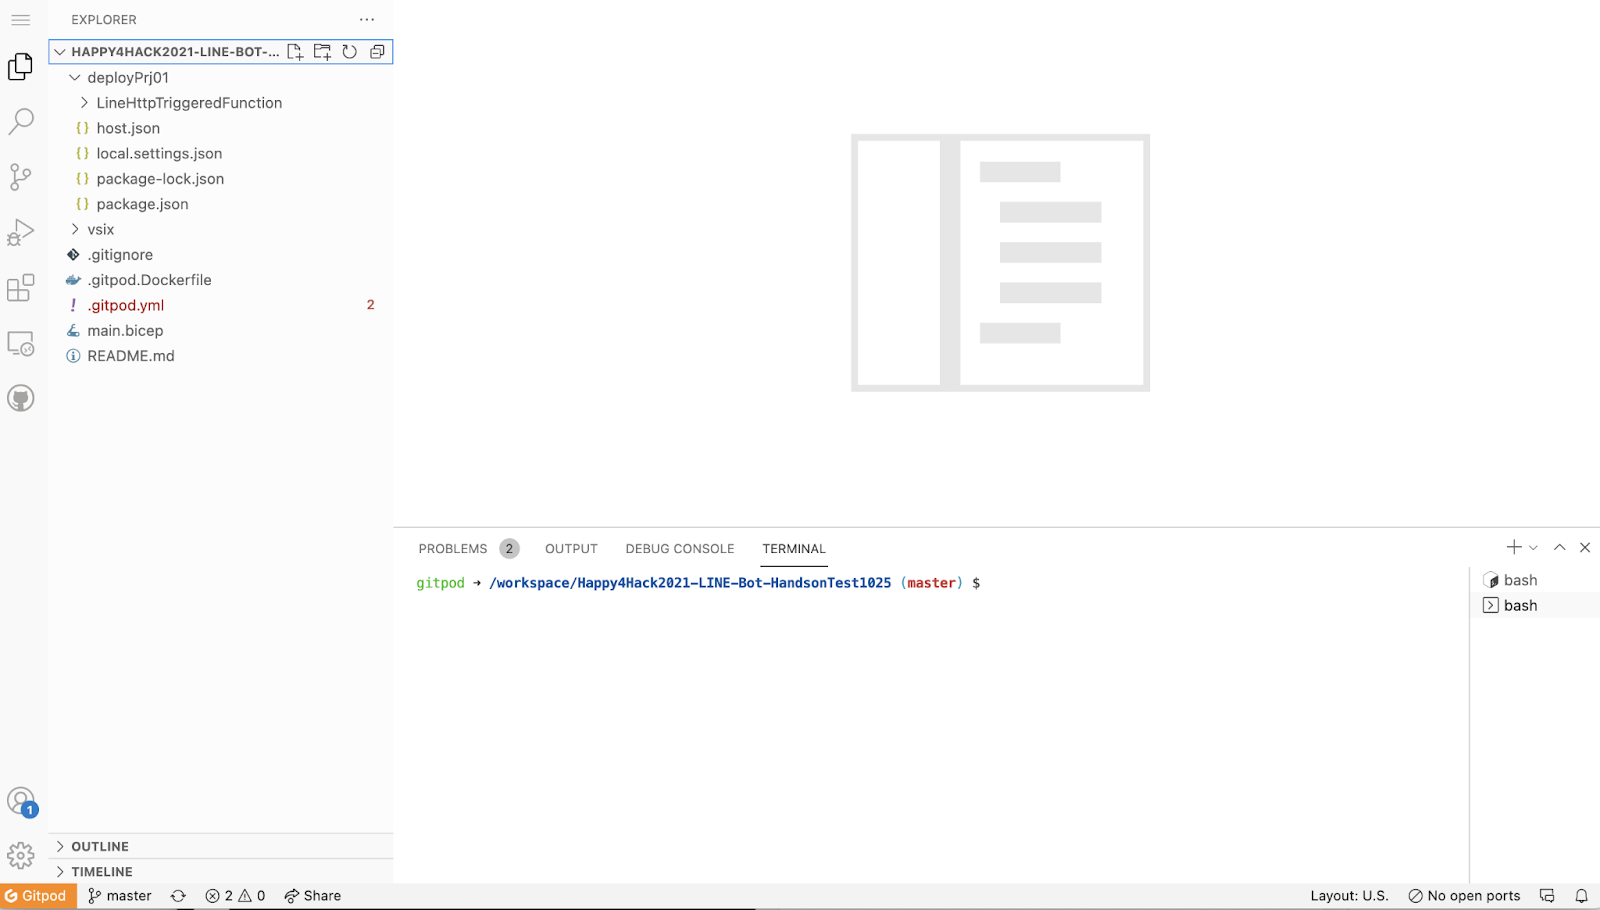 EXPLORER
HAPPY4HACK2021-LINE-BOT-...
deployPrj01
LineHttpTriggeredFunction
{} host.json
{} local.settings.json
{} package-lock.json
{} package.json
vsix
.gitignore
.gitpod.Dockerfile
! .gitpod.yml 2
main.bicep
README.md
PROBLEMS 2 OUTPUT DEBUG CONSOLE TERMINAL
gitpod → /workspace/Happy4Hack2021-LINE-Bot-HandsonTest1025 (master) $
bash
bash
1
OUTLINE
TIMELINE
Gitpod master 2 0 Share Layout: U.S. No open ports